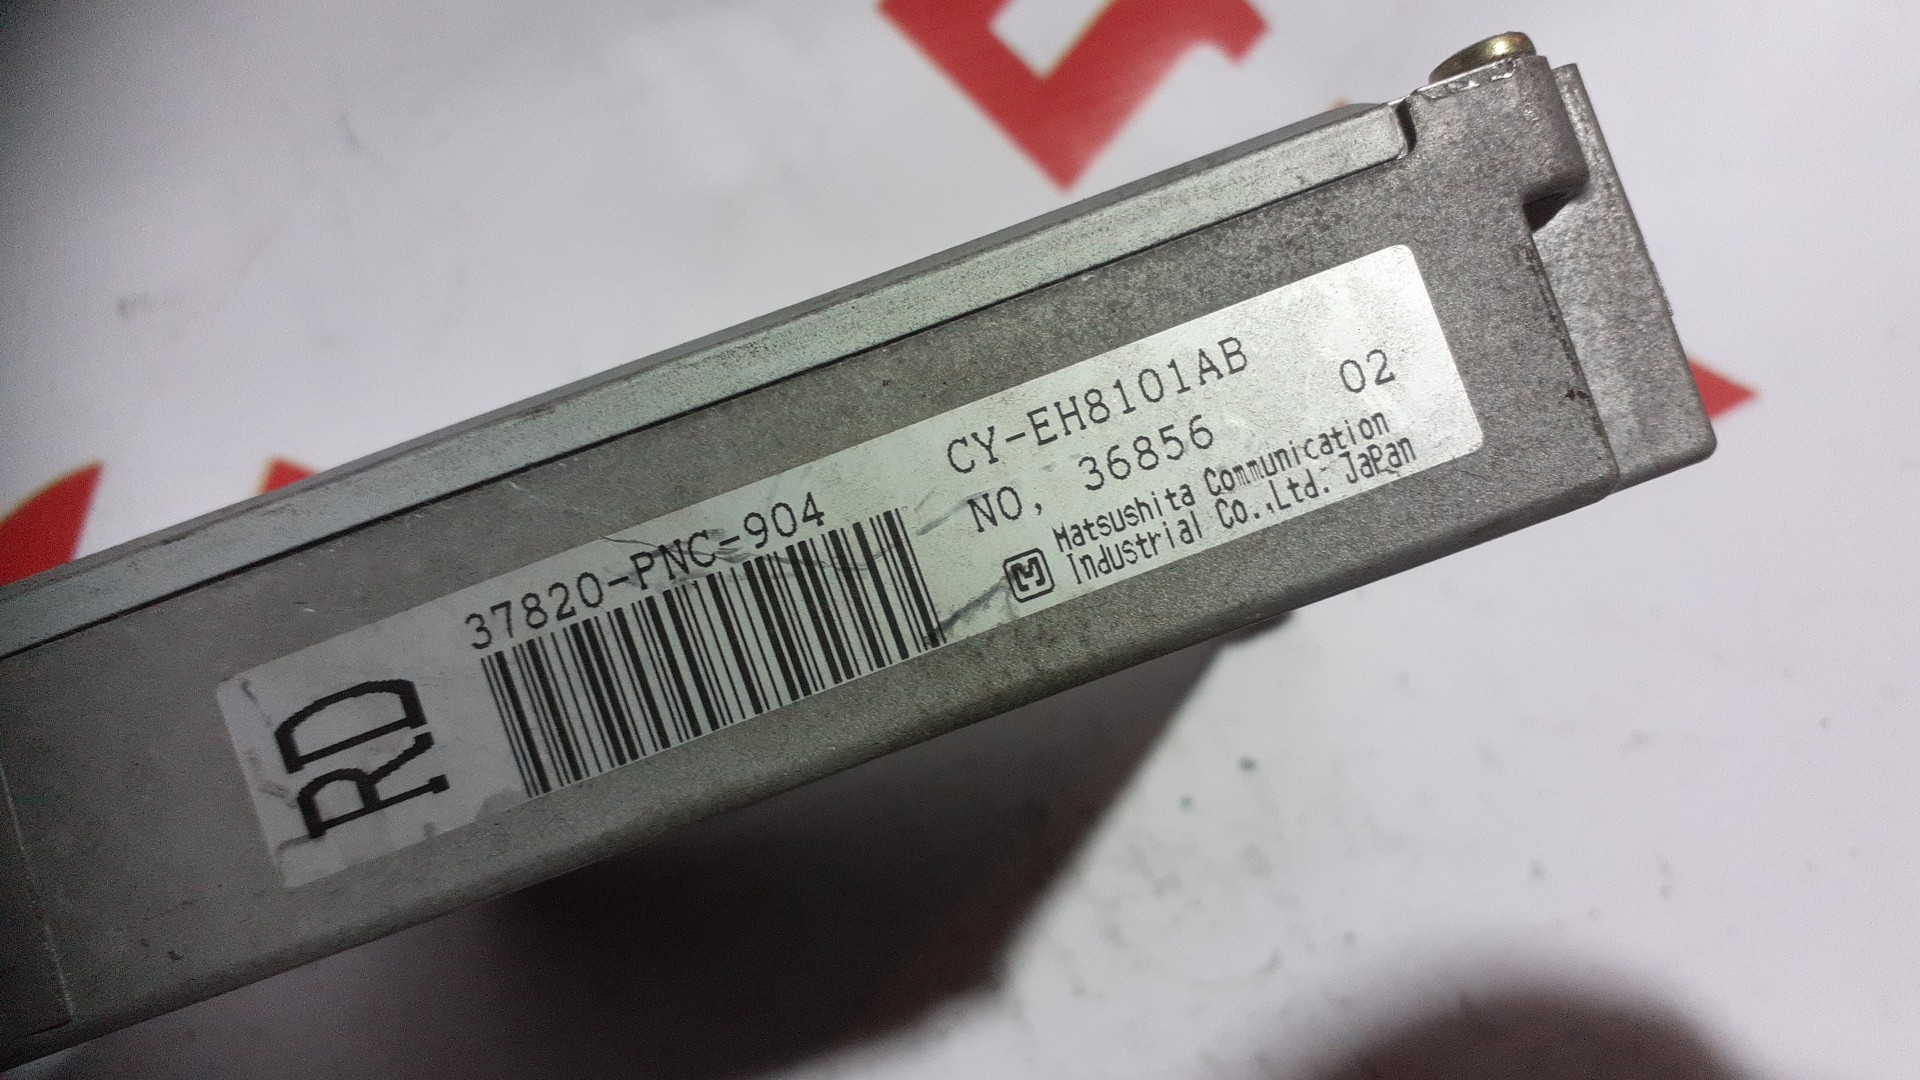 RD
37820-PNC-904
CY-EH8101AB
NO, 36856 02
Matsushita Communication
Industrial Co.,Ltd. JaPan